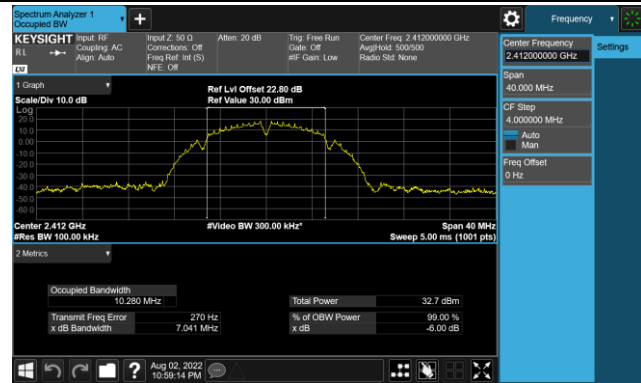 Spectrum Analyzer 1
Occupied BW
Frequency
KEYSIGHT Input: RF
RL Coupling: AC
Align: Auto
Input Z: 50 Ω
Corrections: Off
Freq Ref: Int (S)
NFE: Off
Atten: 20 dB
Trig: Free Run
Gate: Off
#IF Gain: Low
Center Freq: 2.412000000 GHz
Avg|Hold: 500/500
Radio Std: None
LXI
Center Frequency
2.412000000 GHz
Settings
Span
40.000 MHz
CF Step
4.000000 MHz
Auto
Man
Freq Offset
0 Hz
1 Graph
Scale/Div 10.0 dB
Ref Lvl Offset 22.80 dB
Ref Value 30.00 dBm
Log
20.0
10.0
0.00
-10.0
-20.0
-30.0
-40.0
-50.0
-60.0
Center 2.412 GHz
#Res BW 100.00 kHz
#Video BW 300.00 kHz*
Span 40 MHz
Sweep 5.00 ms (1001 pts)
2 Metrics
Occupied Bandwidth
10.280 MHz
Total Power 32.7 dBm
Transmit Freq Error 270 Hz
% of OBW Power 99.00 %
x dB Bandwidth 7.041 MHz
x dB -6.00 dB
?
Aug 02, 2022
10:59:14 PM